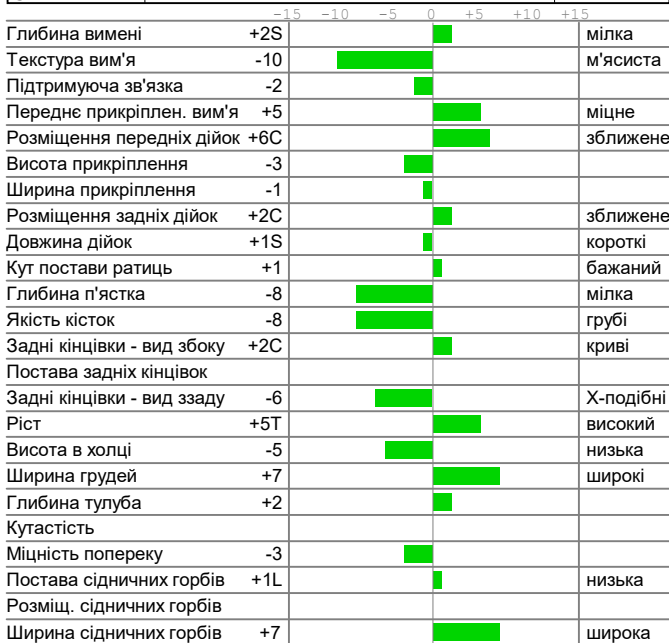 -15 -10 -5 0 +5 +10 +15
Глибина вимені +2S мілка
Текстура вим'я -10 м'ясиста
Підтримуюча зв'язка -2
Переднє прикріплен. вим'я +5 міцне
Розміщення передніх дійок +6C зближене
Висота прикріплення -3
Ширина прикріплення -1
Розміщення задніх дійок +2C зближене
Довжина дійок +1S короткі
Кут постави ратиць +1 бажаний
Глибина п'ястка -8 мілка
Якість кісток -8 грубі
Задні кінцівки - вид збоку +2C криві
Постава задніх кінцівок
Задні кінцівки - вид ззаду -6 Х-подібні
Ріст +5T високий
Висота в холці -5 низька
Ширина грудей +7 широкі
Глибина тулуба +2
Кутастість
Міцність попереку -3
Постава сідничних горбів +1L низька
Розміщ. сідничних горбів
Ширина сідничних горбів +7 широка